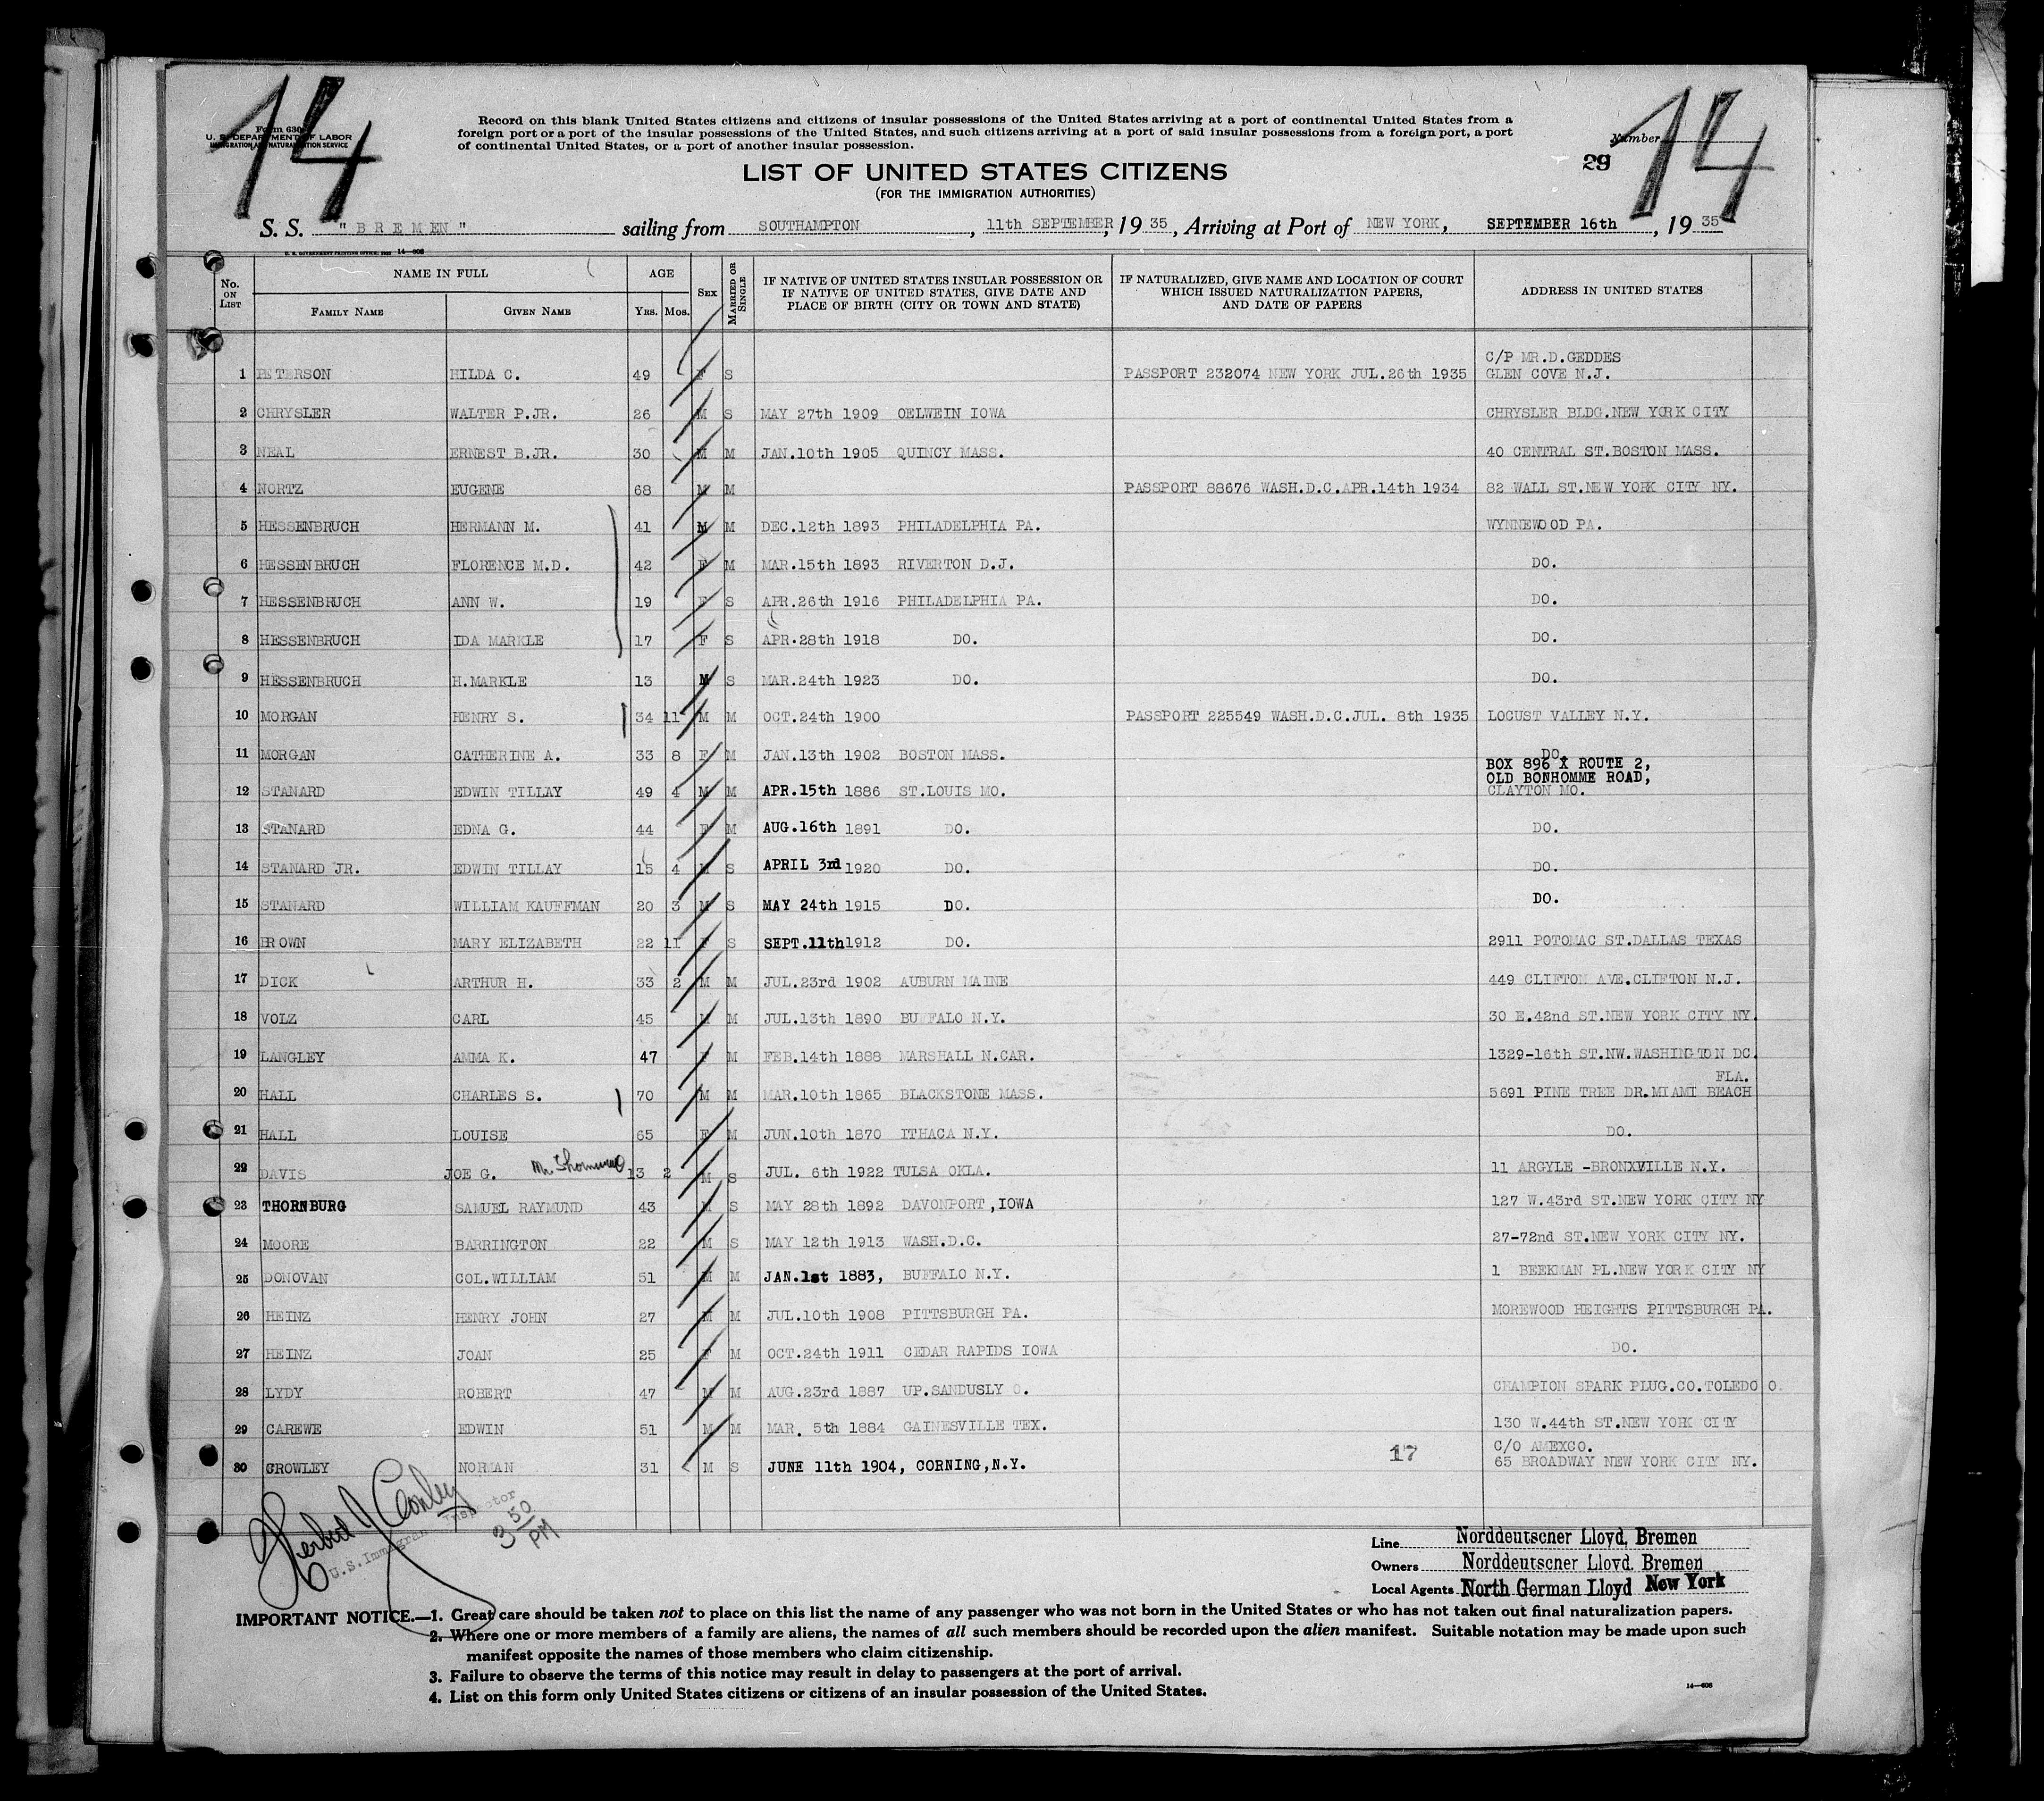 14
14
Form 630
U. S. DEPARTMENT OF LABOR
IMMIGRATION AND NATURALIZATION SERVICE
Record on this blank United States citizens and citizens of insular possessions of the United States arriving at a port of continental United States from a
foreign port or a port of the insular possessions of the United States, and such citizens arriving at a port of said insular possessions from a foreign port, a port
of continental United States, or a port of another insular possession.
Number
29
LIST OF UNITED STATES CITIZENS
(FOR THE IMMIGRATION AUTHORITIES)
S. S. "BREMEN" sailing from SOUTHAMPTON, 11th SEPTEMBER, 1935, Arriving at Port of NEW YORK, SEPTEMBER 16th, 1935
14—608
No. ON LIST NAME IN FULL FAMILY NAME GIVEN NAME AGE YRS. MOS. SEX MARRIED OR SINGLE IF NATIVE OF UNITED STATES INSULAR POSSESSION OR IF NATIVE OF UNITED STATES, GIVE DATE AND PLACE OF BIRTH (CITY OR TOWN AND STATE) IF NATURALIZED, GIVE NAME AND LOCATION OF COURT WHICH ISSUED NATURALIZATION PAPERS, AND DATE OF PAPERS ADDRESS IN UNITED STATES
C/P MR.D.GEDDES
1 PETERSON HILDA C. 49 F S PASSPORT 232074 NEW YORK JUL.26th 1935 GLEN COVE N.J.
2 CHRYSLER WALTER P.JR. 26 M S MAY 27th 1909 OELWEIN IOWA CHRYSLER BLDG.NEW YORK CITY
3 NEAL ERNEST B.JR. 30 M M JAN.10th 1905 QUINCY MASS. 40 CENTRAL ST.BOSTON MASS.
4 NORTZ EUGENE 68 M M PASSPORT 88676 WASH.D.C.APR.14th 1934 82 WALL ST.NEW YORK CITY NY.
5 HESSENBRUCH HERMANN M. 41 M M DEC.12th 1893 PHILADELPHIA PA. WYNNEWOOD PA.
6 HESSENBRUCH FLORENCE M.D. 42 F M MAR.15th 1893 RIVERTON D.J. DO.
7 HESSENBRUCH ANN W. 19 F S APR.26th 1916 PHILADELPHIA PA. DO.
8 HESSENBRUCH IDA MARKLE 17 F S APR.28th 1918 DO. DO.
9 HESSENBRUCH H.MARKLE 13 M S MAR.24th 1923 DO. DO.
10 MORGAN HENRY S. 34 11 M M OCT.24th 1900 PASSPORT 225549 WASH.D.C.JUL. 8th 1935 LOCUST VALLEY N.Y.
11 MORGAN CATHERINE A. 33 8 F M JAN.13th 1902 BOSTON MASS. DO.
BOX 896 X ROUTE 2,
OLD BONHOMME ROAD,
12 STANARD EDWIN TILLAY 49 4 M M APR.15th 1886 ST.LOUIS MO. CLAYTON MO.
13 STANARD EDNA G. 44 F M AUG.16th 1891 DO. DO.
14 STANARD JR. EDWIN TILLAY 15 4 M S APRIL 3rd 1920 DO. DO.
15 STANARD WILLIAM KAUFFMAN 20 3 M S MAY 24th 1915 DO. DO.
16 BROWN MARY ELIZABETH 22 11 F S SEPT.11th 1912 DO. 2911 POTOMAC ST.DALLAS TEXAS
17 DICK ARTHUR H. 33 2 M M JUL.23rd 1902 AUBURN MAINE 449 CLIFTON AVE.CLIFTON N.J.
18 VOLZ CARL 45 M M JUL.13th 1890 BUFFALO N.Y. 30 E.42nd ST.NEW YORK CITY NY.
19 LANGLEY AMMA K. 47 F M FEB.14th 1888 MARSHALL N.CAR. 1329-16th ST.NW.WASHINGTON DC.
FLA.
20 HALL CHARLES S. 70 M M MAR.10th 1865 BLACKSTONE MASS. 5691 PINE TREE DR.MIAMI BEACH
21 HALL LOUISE 65 F M JUN.10th 1870 ITHACA N.Y. DO.
22 DAVIS JOE G. 13 2 M S JUL. 6th 1922 TULSA OKLA. 11 ARGYLE -BRONXVILLE N.Y.
23 THORNBURG SAMUEL RAYMUND 43 M S MAY 28th 1892 DAVONPORT,IOWA 127 W.43rd ST.NEW YORK CITY NY
24 MOORE BARRINGTON 22 M S MAY 12th 1913 WASH.D.C. 27-72nd ST.NEW YORK CITY NY.
25 DONOVAN COL.WILLIAM 51 M M JAN.1st 1883, BUFFALO N.Y. 1 BEEKMAN PL.NEW YORK CITY NY
26 HEINZ HENRY JOHN 27 M M JUL.10th 1908 PITTSBURGH PA. MOREWOOD HEIGHTS PITTSBURGH PA.
27 HEINZ JOAN 25 F M OCT.24th 1911 CEDAR RAPIDS IOWA DO.
28 LYDY ROBERT 47 M M AUG.23rd 1887 UP.SANDUSLY O. CHAMPION SPARK PLUG.CO.TOLEDO O.
29 CAREWE EDWIN 51 M M MAR. 5th 1884 GAINESVILLE TEX. 130 W.44th ST.NEW YORK CITY
17 C/O AMEXCO.
30 CROWLEY NORMAN 31 M S JUNE 11th 1904, CORNING,N.Y. 65 BROADWAY NEW YORK CITY NY.
U.S. Immigrant Inspector
3 50 PM
Line Norddeutscher Lloyd, Bremen
Owners Norddeutscher Lloyd, Bremen
Local Agents North German Lloyd New York
IMPORTANT NOTICE.—1. Great care should be taken not to place on this list the name of any passenger who was not born in the United States or who has not taken out final naturalization papers.
2. Where one or more members of a family are aliens, the names of all such members should be recorded upon the alien manifest. Suitable notation may be made upon such
manifest opposite the names of those members who claim citizenship.
3. Failure to observe the terms of this notice may result in delay to passengers at the port of arrival.
4. List on this form only United States citizens or citizens of an insular possession of the United States.
14—608